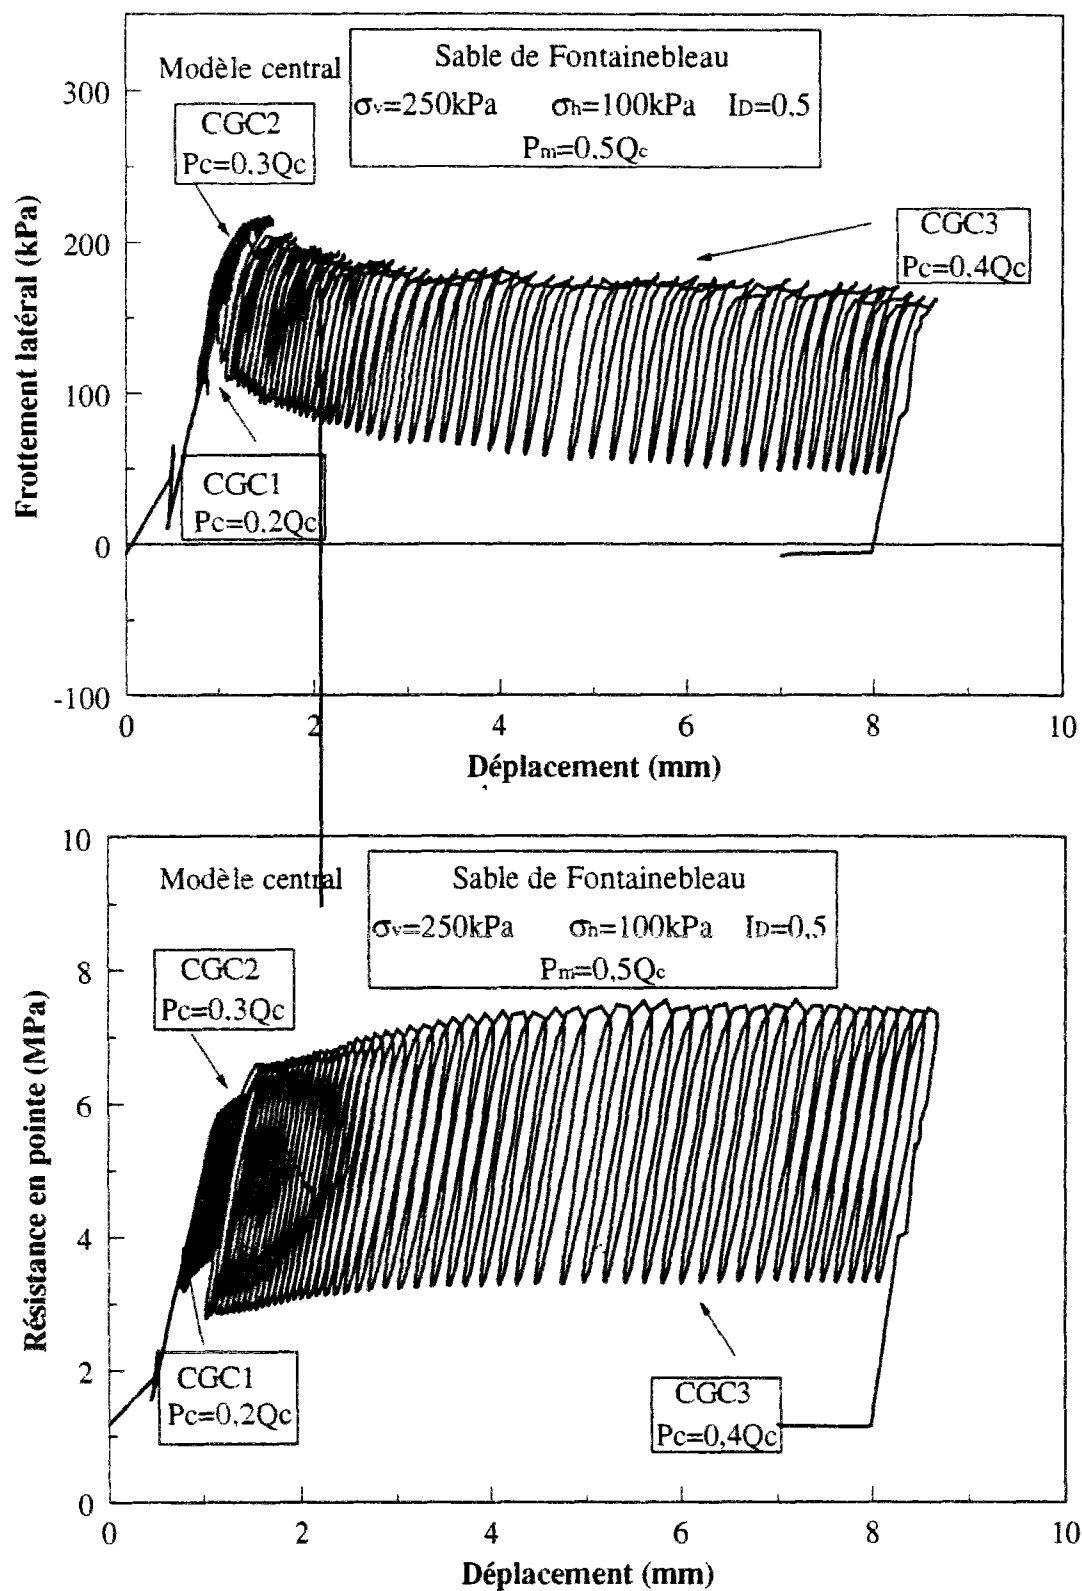 Modèle central
Sable de Fontainebleau
σv=250kPa σh=100kPa ID=0.5
Pm=0.5Qc
CGC2
Pc=0.3Qc
CGC3
Pc=0.4Qc
CGC1
Pc=0.2Qc
300
200
100
0
-100
Frottement latéral (kPa)
0 2 4 6 8 10
Déplacement (mm)
Modèle central
Sable de Fontainebleau
σv=250kPa σh=100kPa ID=0,5
Pm=0,5Qc
CGC2
Pc=0.3Qc
CGC1
Pc=0,2Qc
CGC3
Pc=0,4Qc
10
8
6
4
2
0
Résistance en pointe (MPa)
0 2 4 6 8 10
Déplacement (mm)